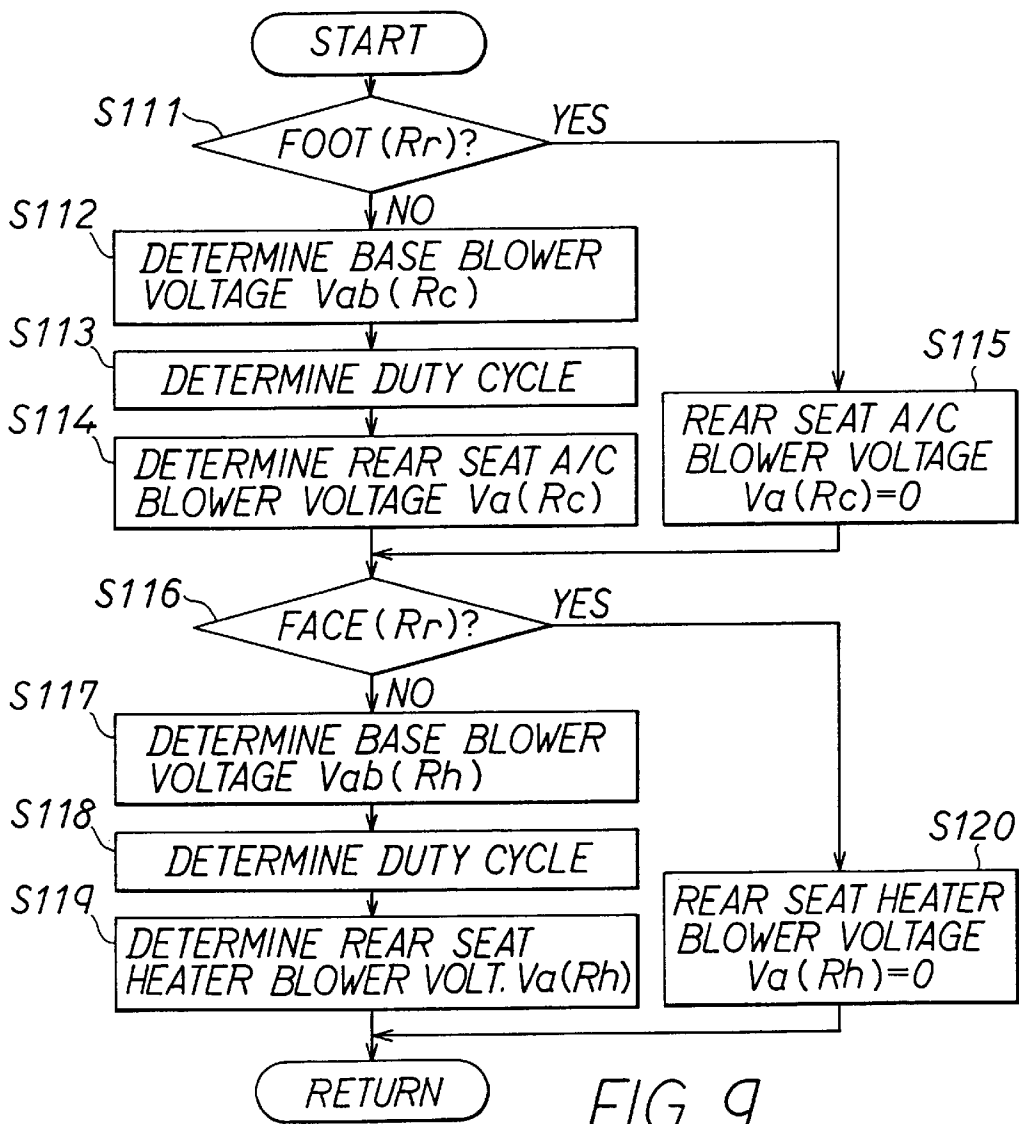 START
S111
FOOT(Rr)?
YES
NO
S112
DETERMINE BASE BLOWER
VOLTAGE Vab(Rc)
S113
DETERMINE DUTY CYCLE
S114
DETERMINE REAR SEAT A/C
BLOWER VOLTAGE Va(Rc)
S115
REAR SEAT A/C
BLOWER VOLTAGE
Va(Rc)=0
S116
FACE(Rr)?
YES
NO
S117
DETERMINE BASE BLOWER
VOLTAGE Vab(Rh)
S118
DETERMINE DUTY CYCLE
S119
DETERMINE REAR SEAT
HEATER BLOWER VOLT. Va(Rh)
S120
REAR SEAT HEATER
BLOWER VOLTAGE
Va(Rh)=0
RETURN
FIG. 9